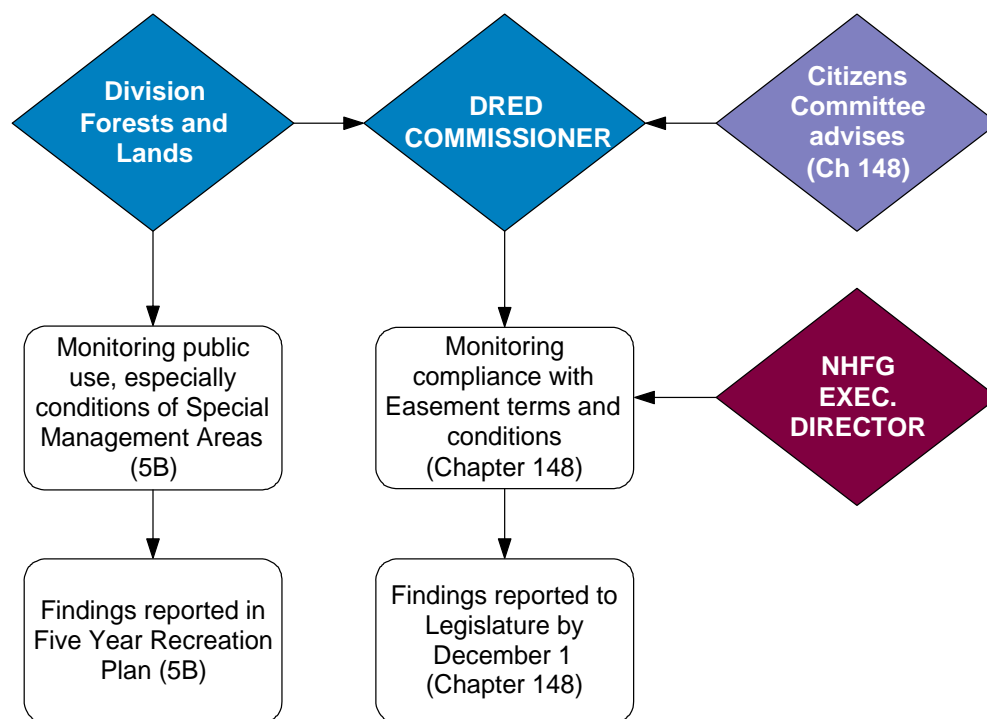 Division
Forests and
Lands
DRED
COMMISSIONER
Citizens
Committee
advises
(Ch 148)
Monitoring public
use, especially
conditions of Special
Management Areas
(5B)
Monitoring
compliance with
Easement terms and
conditions
(Chapter 148)
NHFG
EXEC.
DIRECTOR
Findings reported in
Five Year Recreation
Plan (5B)
Findings reported to
Legislature by
December 1
(Chapter 148)